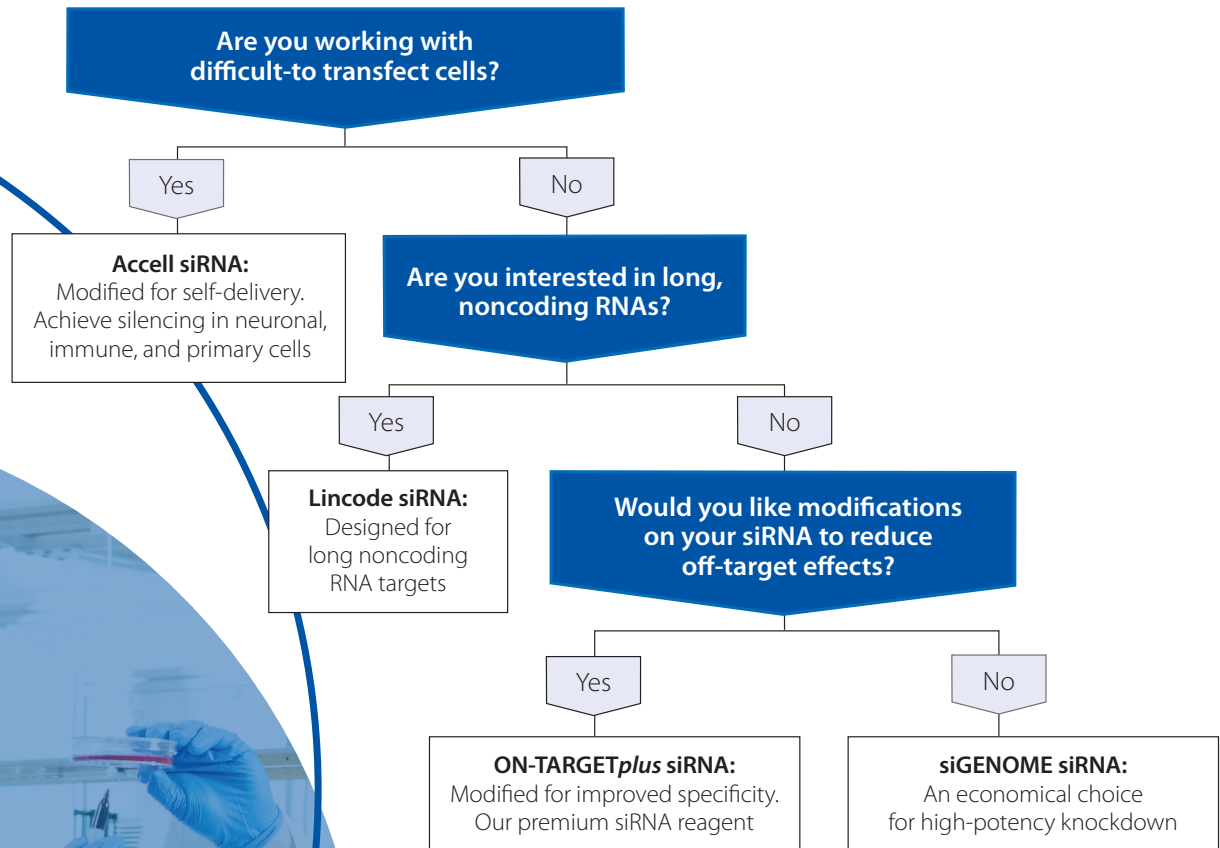 Are you working with
difficult-to transfect cells?
Yes
No
Accell siRNA:
Modified for self-delivery.
Achieve silencing in neuronal,
immune, and primary cells
Are you interested in long,
noncoding RNAs?
Yes
No
Lincode siRNA:
Designed for
long noncoding
RNA targets
Would you like modifications
on your siRNA to reduce
off-target effects?
Yes
No
ON-TARGETplus siRNA:
Modified for improved specificity.
Our premium siRNA reagent
siGENOME siRNA:
An economical choice
for high-potency knockdown